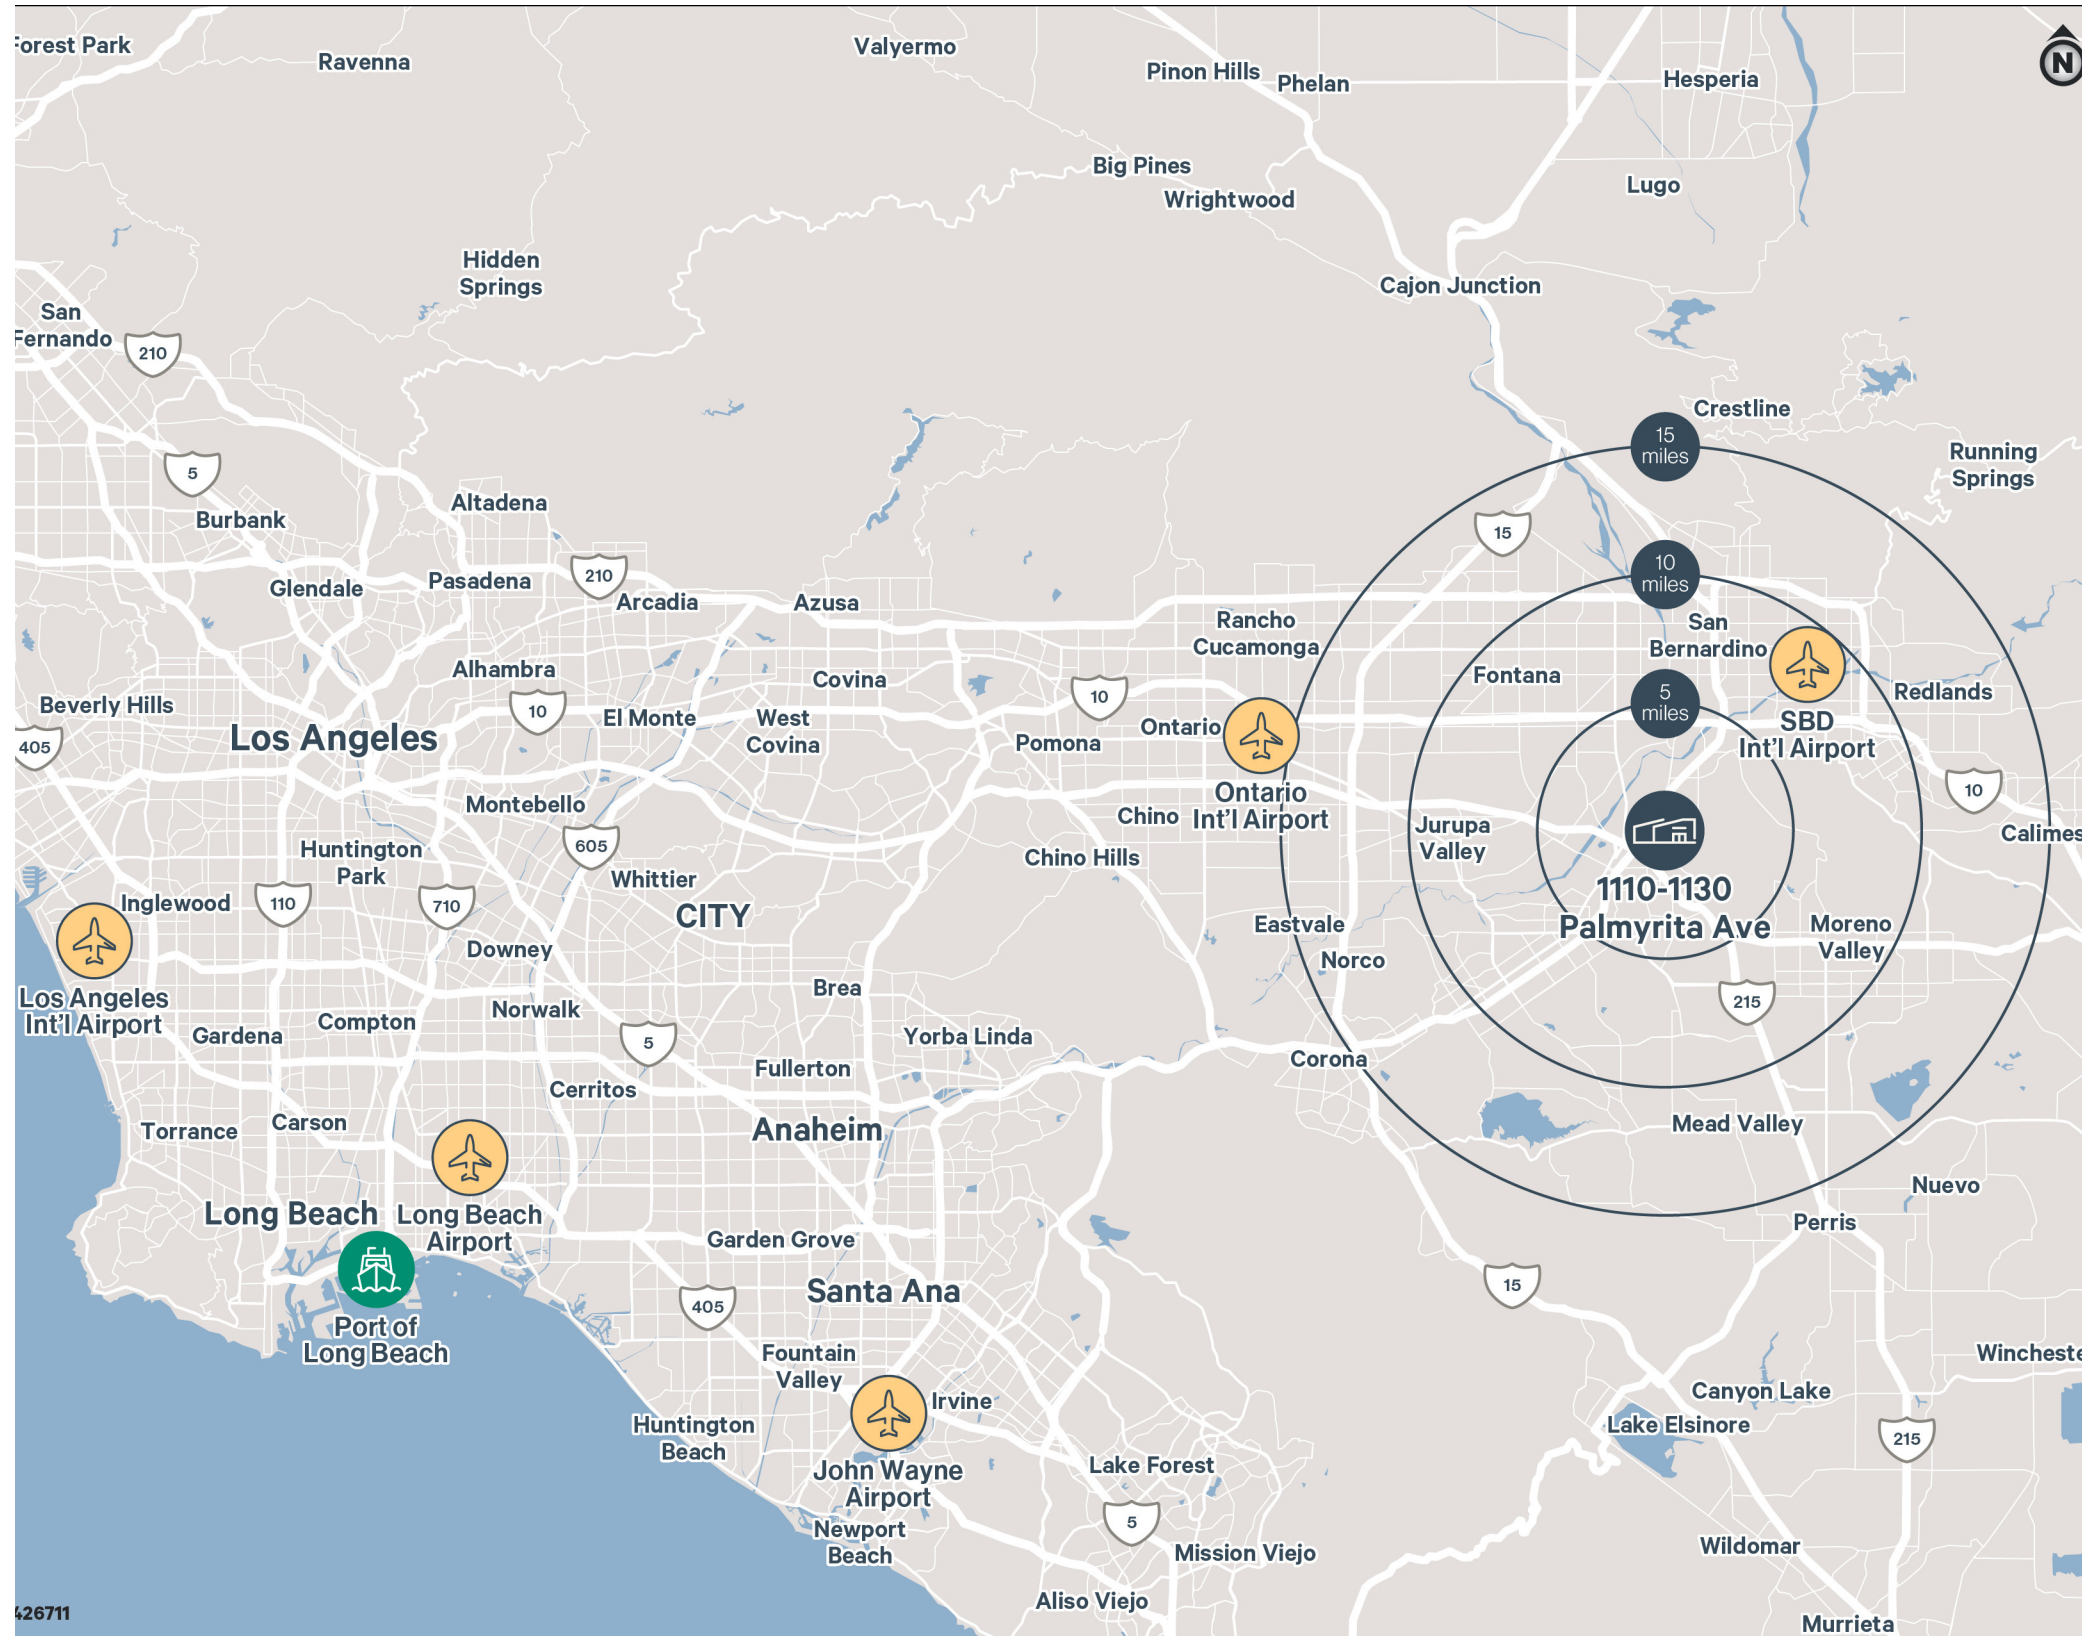 Forest Park
Ravenna
Valyermo
Pinon Hills
Phelan
Hesperia
N
Big Pines
Wrightwood
Lugo
Hidden
Springs
Cajon Junction
San
Fernando
210
Crestline
15
miles
Running
Springs
5
Burbank
Altadena
15
10
miles
Glendale
Pasadena
210
Arcadia
Azusa
Rancho
Cucamonga
San
Bernardino
Alhambra
Covina
Fontana
5
miles
Redlands
Beverly Hills
10
El Monte
West
Covina
10
Ontario
SBD
Int'l Airport
405
Los Angeles
Pomona
Montebello
Ontario
Int'l Airport
Chino
10
Jurupa
Valley
Calimes
Huntington
Park
605
Whittier
Chino Hills
1110-1130
Palmyrita Ave
Inglewood
110
710
CITY
Eastvale
Moreno
Valley
Downey
Norco
Los Angeles
Int'l Airport
Brea
215
Gardena
Compton
Norwalk
5
Yorba Linda
Corona
Fullerton
Cerritos
Torrance
Carson
Anaheim
Mead Valley
Long Beach
Long Beach
Airport
Garden Grove
Nuevo
Perris
Port of
Long Beach
405
Santa Ana
15
Fountain
Valley
Irvine
Wincheste
Canyon Lake
Lake Elsinore
Huntington
Beach
215
John Wayne
Airport
Lake Forest
5
Newport
Beach
Mission Viejo
Wildomar
Aliso Viejo
426711
Murrieta